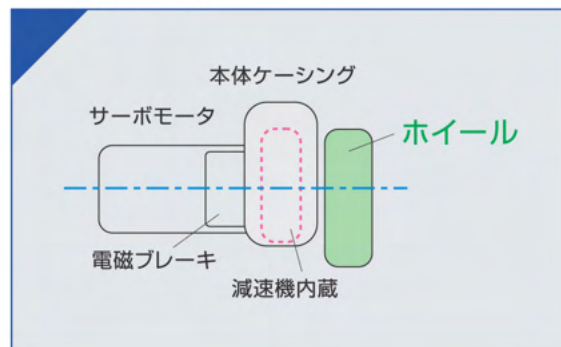 本体ケーシング
サーボモータ
ホイール
電磁ブレーキ
減速機内蔵